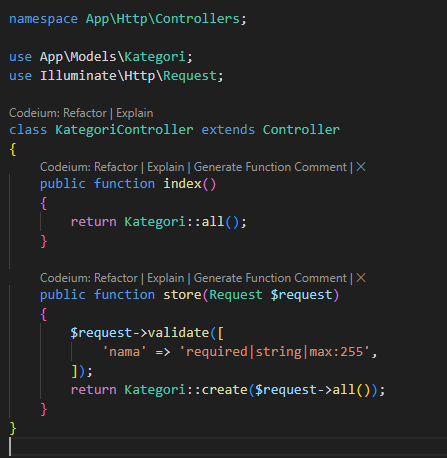 namespace App\Http\Controllers;
use App\Models\Kategori;
use Illuminate\Http\Request;
Codeium: Refactor | Explain
class KategoriController extends Controller
{
Codeium: Refactor | Explain | Generate Function Comment | ×
public function index()
{
return Kategori::all();
}
Codeium: Refactor | Explain | Generate Function Comment | ×
public function store(Request $request)
{
$request->validate([
'nama' => 'required|string|max:255',
]);
return Kategori::create($request->all());
}
}